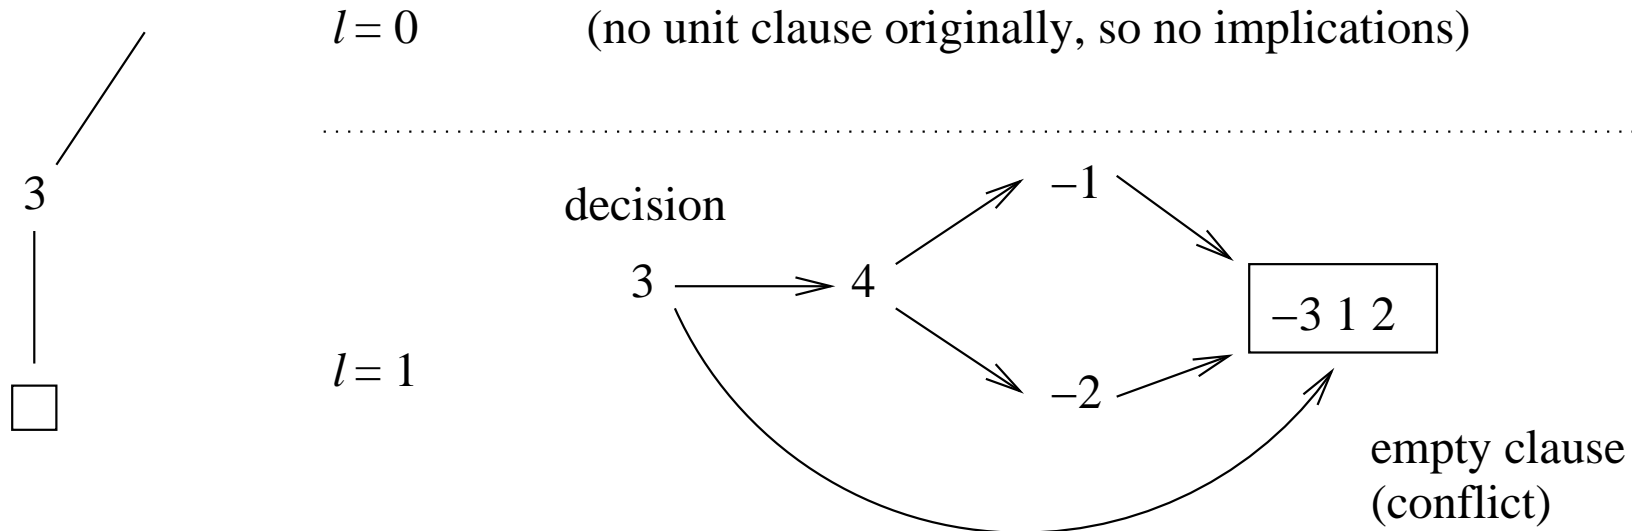 l = 0 (no unit clause originally, so no implications)
−1
3
decision
3 4
−3 1 2
l = 1
−2
empty clause
(conflict)